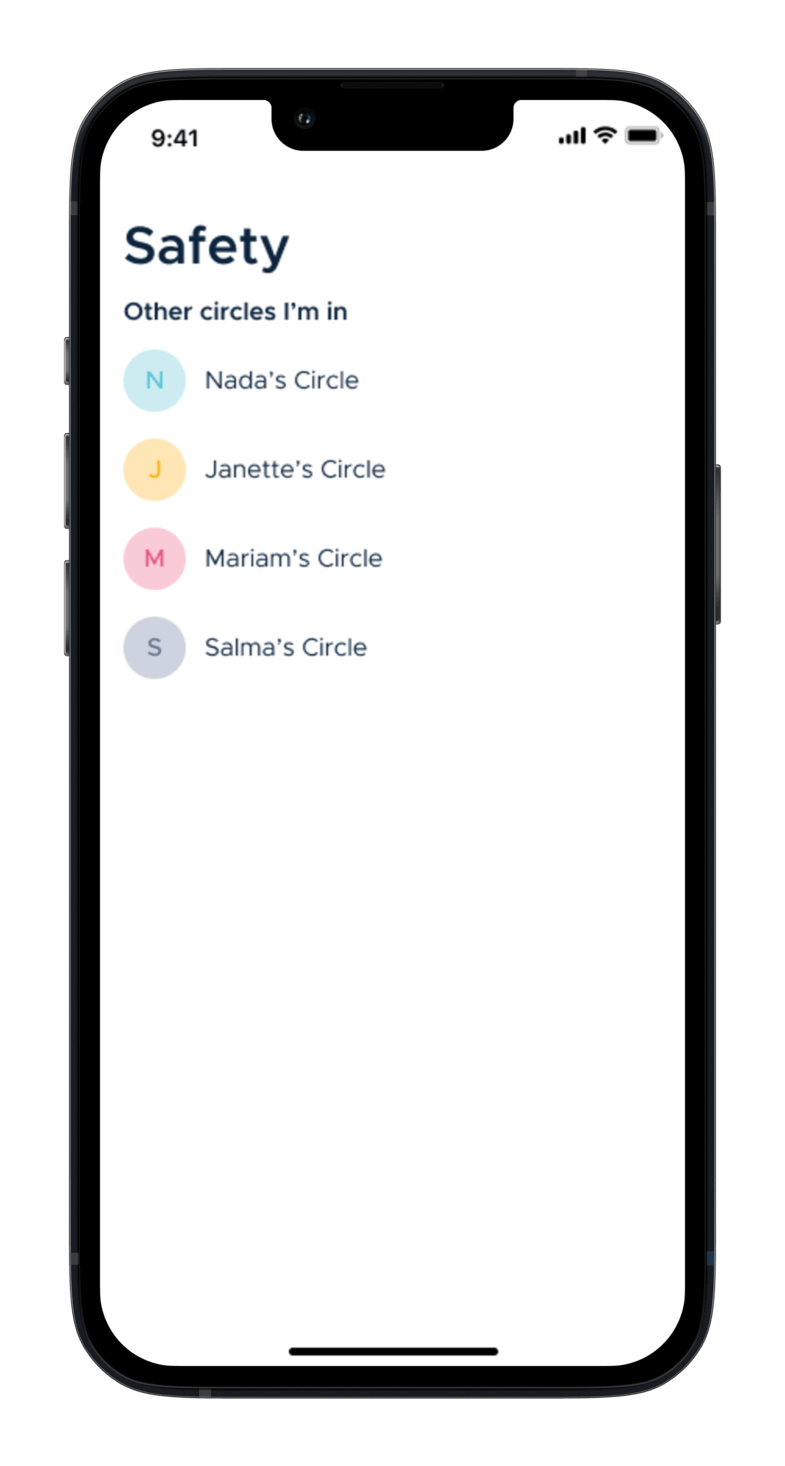 9:41
Safety
Other circles I’m in
N Nada’s Circle
J Janette’s Circle
M Mariam’s Circle
S Salma’s Circle